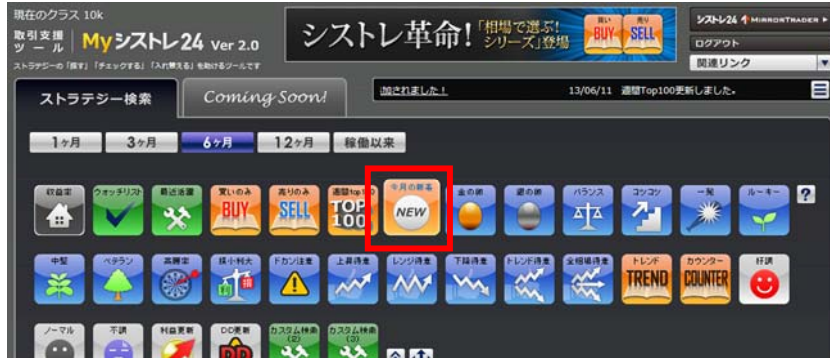 現在のクラス 10k
取引支援ツール Myシストレ24 Ver 2.0
ストラテジーの「探す」「チェックする」「入れ替える」を助けるツールです
シストレ革命!「相場で選ぶ!シリーズ」登場
買い BUY 売り SELL
シストレ24 MIRRORTRADER
ログアウト
関連リンク
ストラテジー検索 Coming Soon!
加されました! 13/06/11 週間Top100更新しました。
1ヶ月 3ヶ月 6ヶ月 12ヶ月 稼働以来
収益率 ウオッチリスト 最近活躍 買いのみ 売りのみ 週間top100 今月の新着 金の卵 銀の卵 バランス コツコツ 一発 ルーキー
BUY SELL TOP 100 NEW ?
中堅 ベテラン 高勝率 損小利大 ドカン注意 上昇得意 レンジ得意 下降得意 トレンド得意 全相場得意 トレンド カウンター 好調
損 TREND COUNTER
ノーマル 不調 利益更新 DD更新 カスタム検索(2) カスタム検索(3)
DD